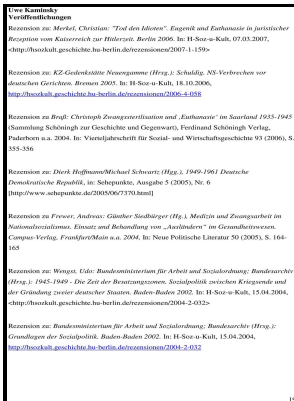 Uwe Kaminsky
Veröffentlichungen
Rezension zu: Merkel, Christian: "Tod den Idioten". Eugenik und Euthanasie in juristischer
Rezeption vom Kaiserreich zur Hitlerzeit. Berlin 2006. In: H-Soz-u-Kult, 07.03.2007,
<http://hsozkult.geschichte.hu-berlin.de/rezensionen/2007-1-159>
Rezension zu: KZ-Gedenkstätte Neuengamme (Hrsg.): Schuldig. NS-Verbrechen vor
deutschen Gerichten. Bremen 2005. In: H-Soz-u-Kult, 18.10.2006,
http://hsozkult.geschichte.hu-berlin.de/rezensionen/2006-4-058
Rezension zu Braß: Christoph Zwangssterilisation und ,Euthanasie' im Saarland 1935-1945
(Sammlung Schöningh zur Geschichte und Gegenwart), Ferdinand Schöningh Verlag,
Paderborn u.a. 2004. In: Vierteljahrschrift für Sozial- und Wirtschaftsgeschichte 93 (2006), S.
355-356
Rezension zu: Dierk Hoffmann/Michael Schwartz (Hgg.), 1949-1961 Deutsche
Demokratische Republik, in: Sehepunkte, Ausgabe 5 (2005), Nr. 6
[http://www.sehepunkte.de/2005/06/7370.html]
Rezension zu Frewer, Andreas: Günther Siedbürger (Hg.), Medizin und Zwangsarbeit im
Nationalsozialismus. Einsatz und Behandlung von „Ausländern" im Gesundheitswesen.
Campus-Verlag, Frankfurt/Main u.a. 2004, In: Neue Politische Literatur 50 (2005), S. 164-
165
Rezension zu: Wengst, Udo: Bundesministerium für Arbeit und Sozialordnung; Bundesarchiv
(Hrsg.): 1945-1949 - Die Zeit der Besatzungszonen. Sozialpolitik zwischen Kriegsende und
der Gründung zweier deutscher Staaten. Baden-Baden 2002. In: H-Soz-u-Kult, 15.04.2004,
<http://hsozkult.geschichte.hu-berlin.de/rezensionen/2004-2-032>
Rezension zu: Bundesministerium für Arbeit und Sozialordnung; Bundesarchiv (Hrsg.):
Grundlagen der Sozialpolitik. Baden-Baden 2002. In: H-Soz-u-Kult, 15.04.2004,
http://hsozkult.geschichte.hu-berlin.de/rezensionen/2004-2-032